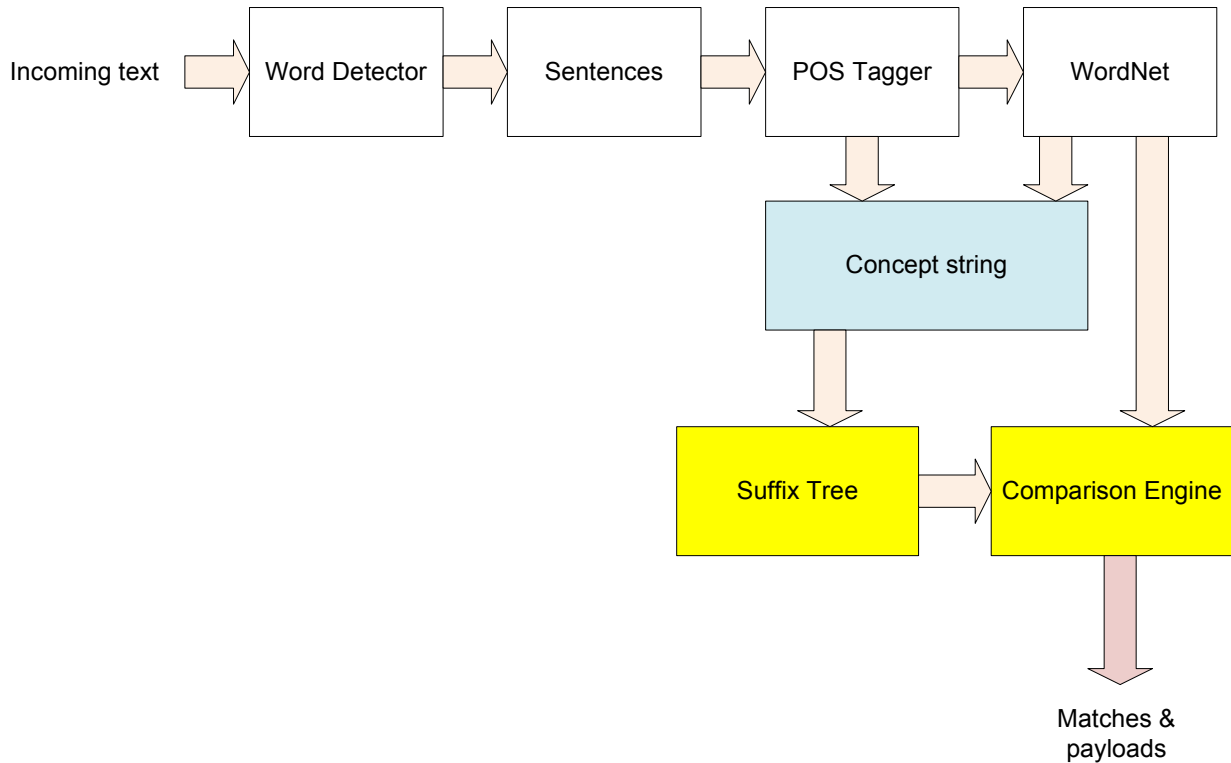 Incoming text
Word Detector
Sentences
POS Tagger
WordNet
Concept string
Suffix Tree
Comparison Engine
Matches &
payloads